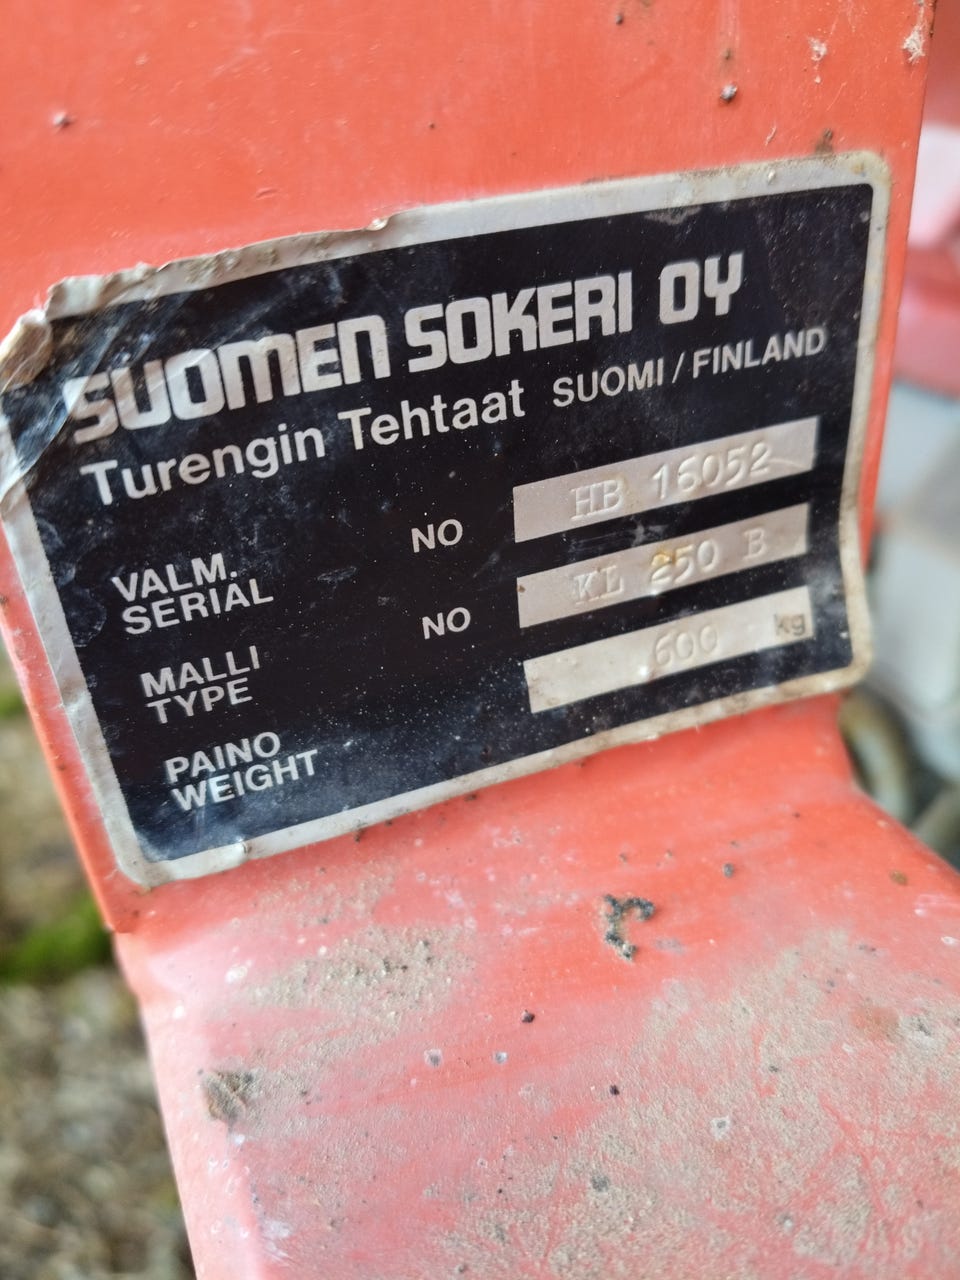 SUOMEN SOKERI OY
Turengin Tehtaat SUOMI / FINLAND
VALM. NO HB 16052
SERIAL
MALLI NO KL 250 B
TYPE
PAINO 600 kg
WEIGHT